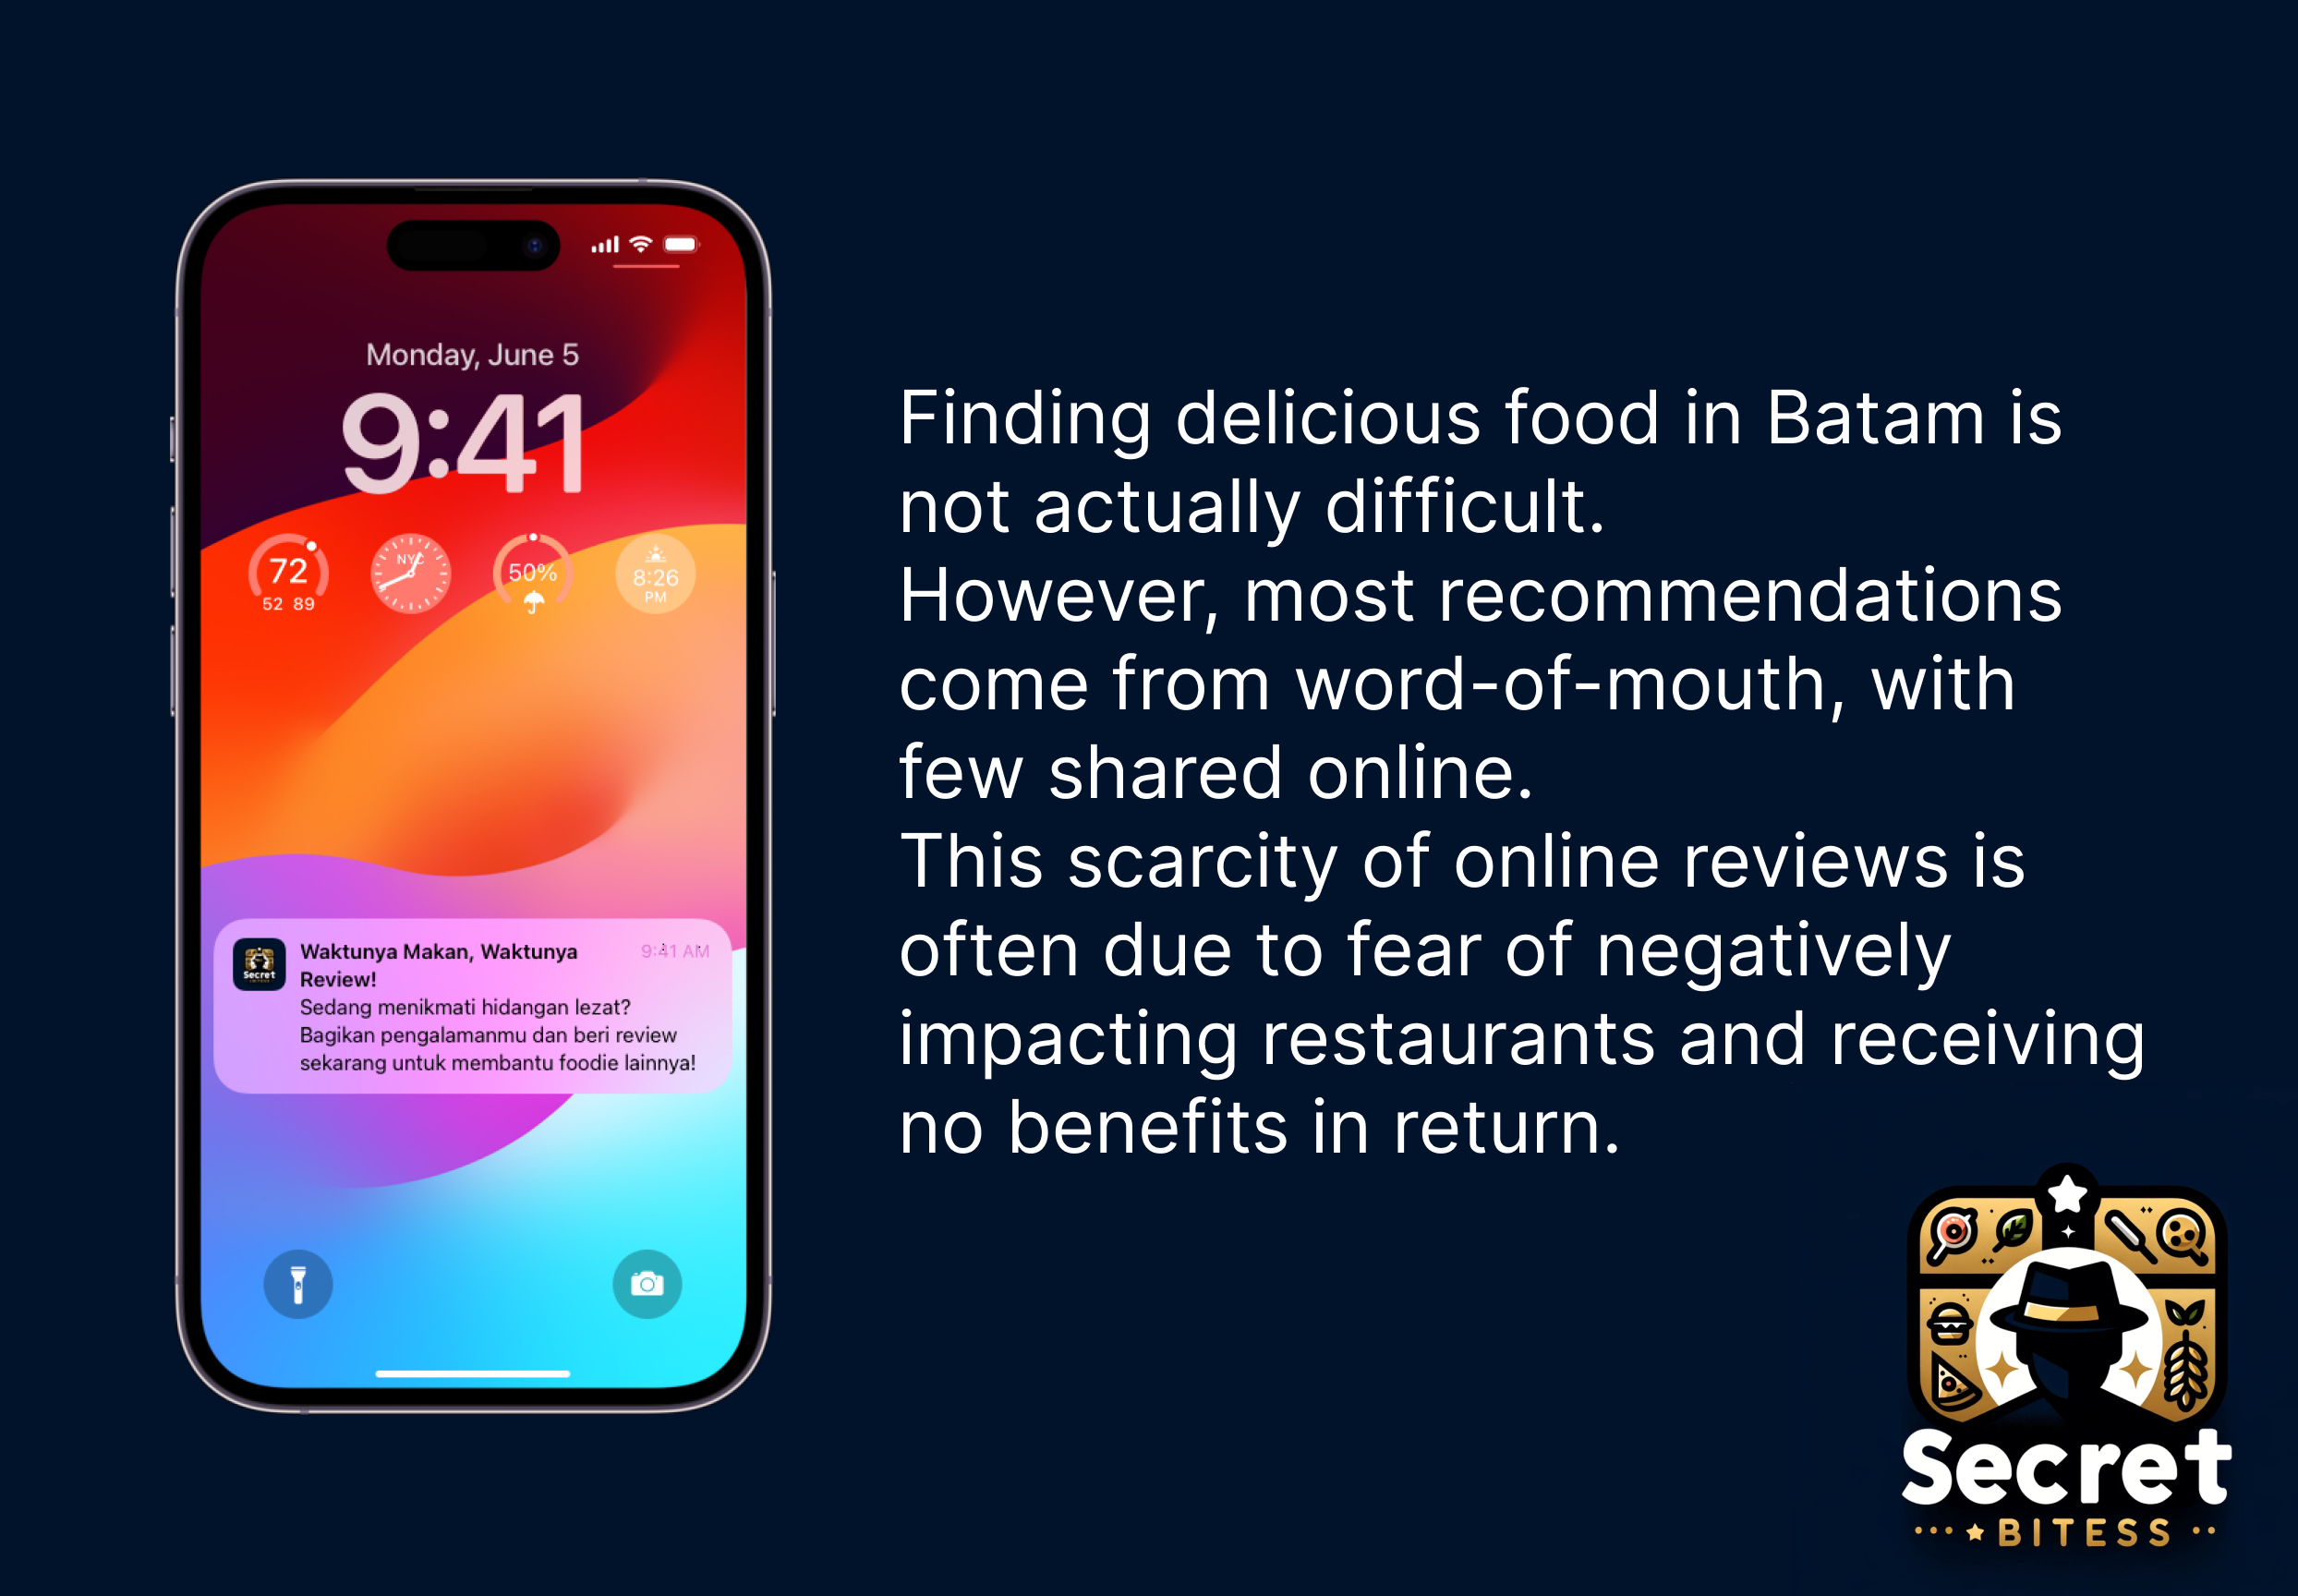 Monday, June 5
9:41
72
52 89
NYC
50%
8:26
PM
Waktunya Makan, Waktunya
Review!
9:41 AM
Sedang menikmati hidangan lezat?
Bagikan pengalamanmu dan beri review
sekarang untuk membantu foodie lainnya!
Secret
Finding delicious food in Batam is
not actually difficult.
However, most recommendations
come from word-of-mouth, with
few shared online.
This scarcity of online reviews is
often due to fear of negatively
impacting restaurants and receiving
no benefits in return.
Secret
BITESS